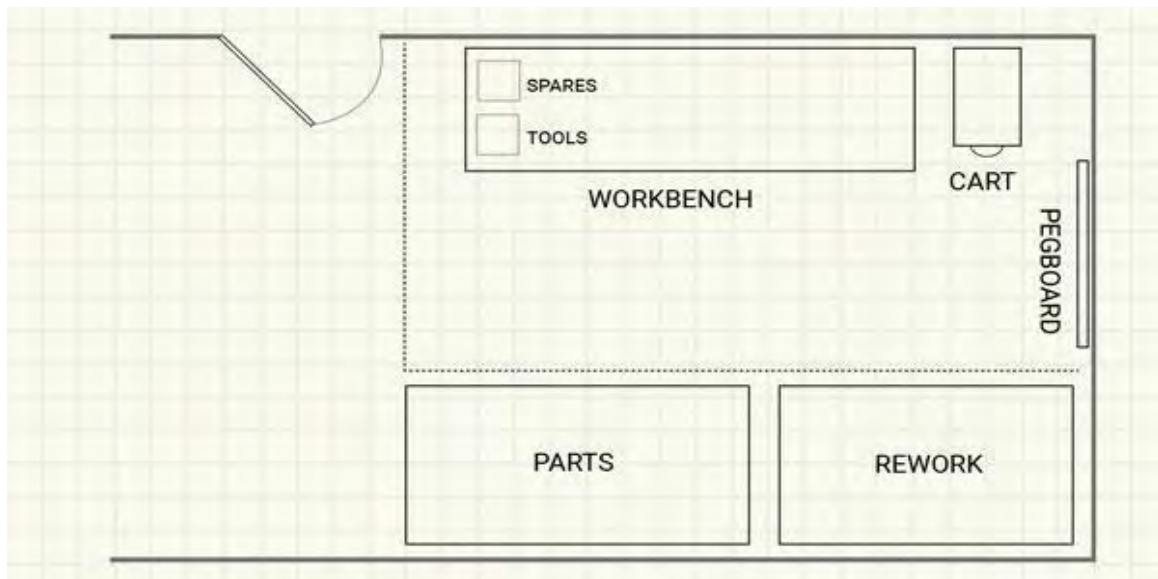 SPARES
TOOLS
WORKBENCH
CART
PEGBOARD
PARTS
REWORK